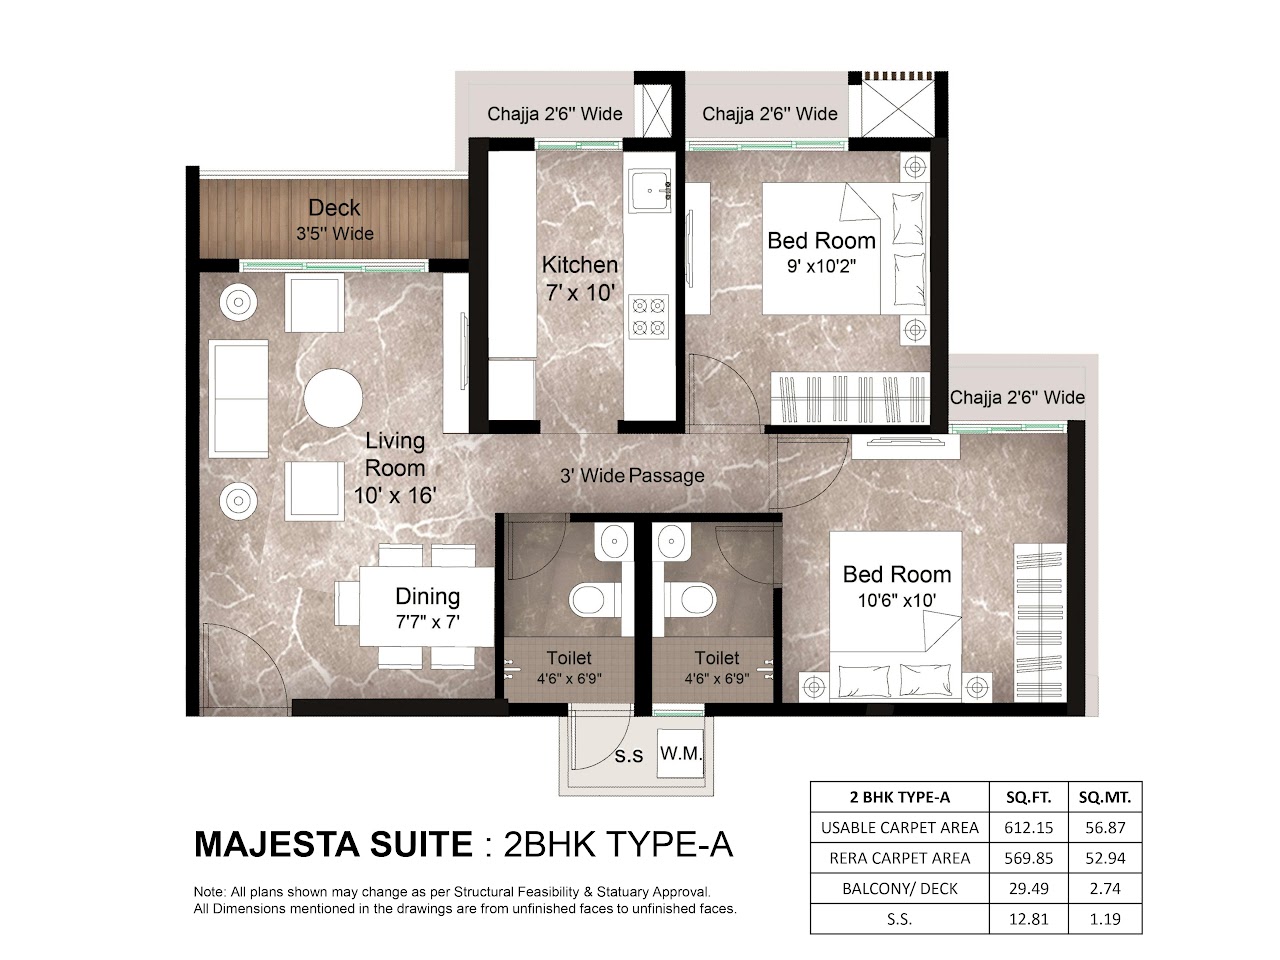 Chajja 2'6" Wide
Chajja 2'6" Wide
Deck
3'5" Wide
Kitchen
7' x 10'
Bed Room
9' x10'2"
Chajja 2'6" Wide
Living
Room
10' x 16'
3' Wide Passage
Dining
7'7" x 7'
Bed Room
10'6" x10'
Toilet
4'6" x 6'9"
Toilet
4'6" x 6'9"
s.s
W.M.
MAJESTA SUITE : 2BHK TYPE-A
Note: All plans shown may change as per Structural Feasibility & Statuary Approval.
All Dimensions mentioned in the drawings are from unfinished faces to unfinished faces.
2 BHK TYPE-A SQ.FT. SQ.MT.
USABLE CARPET AREA 612.15 56.87
RERA CARPET AREA 569.85 52.94
BALCONY/ DECK 29.49 2.74
S.S. 12.81 1.19